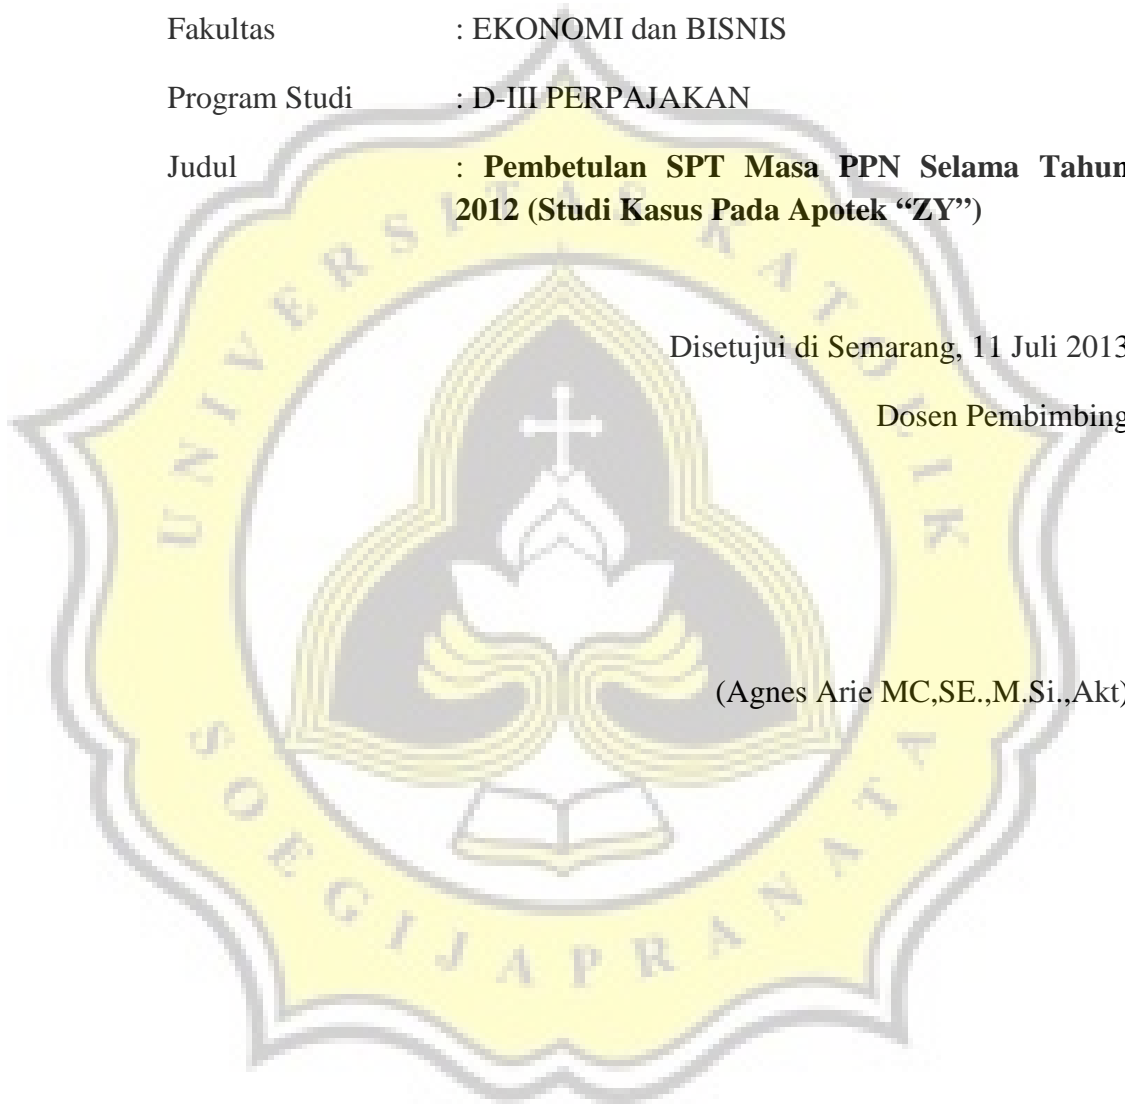 Fakultas : EKONOMI dan BISNIS
Program Studi : D-III PERPAJAKAN
Judul : Pembetulan SPT Masa PPN Selama Tahun
2012 (Studi Kasus Pada Apotek “ZY”)
Disetujui di Semarang, 11 Juli 2013
Dosen Pembimbing
(Agnes Arie MC,SE.,M.Si.,Akt)
UNIVERSITAS KATOLIK
SOEGIJAPRANATA